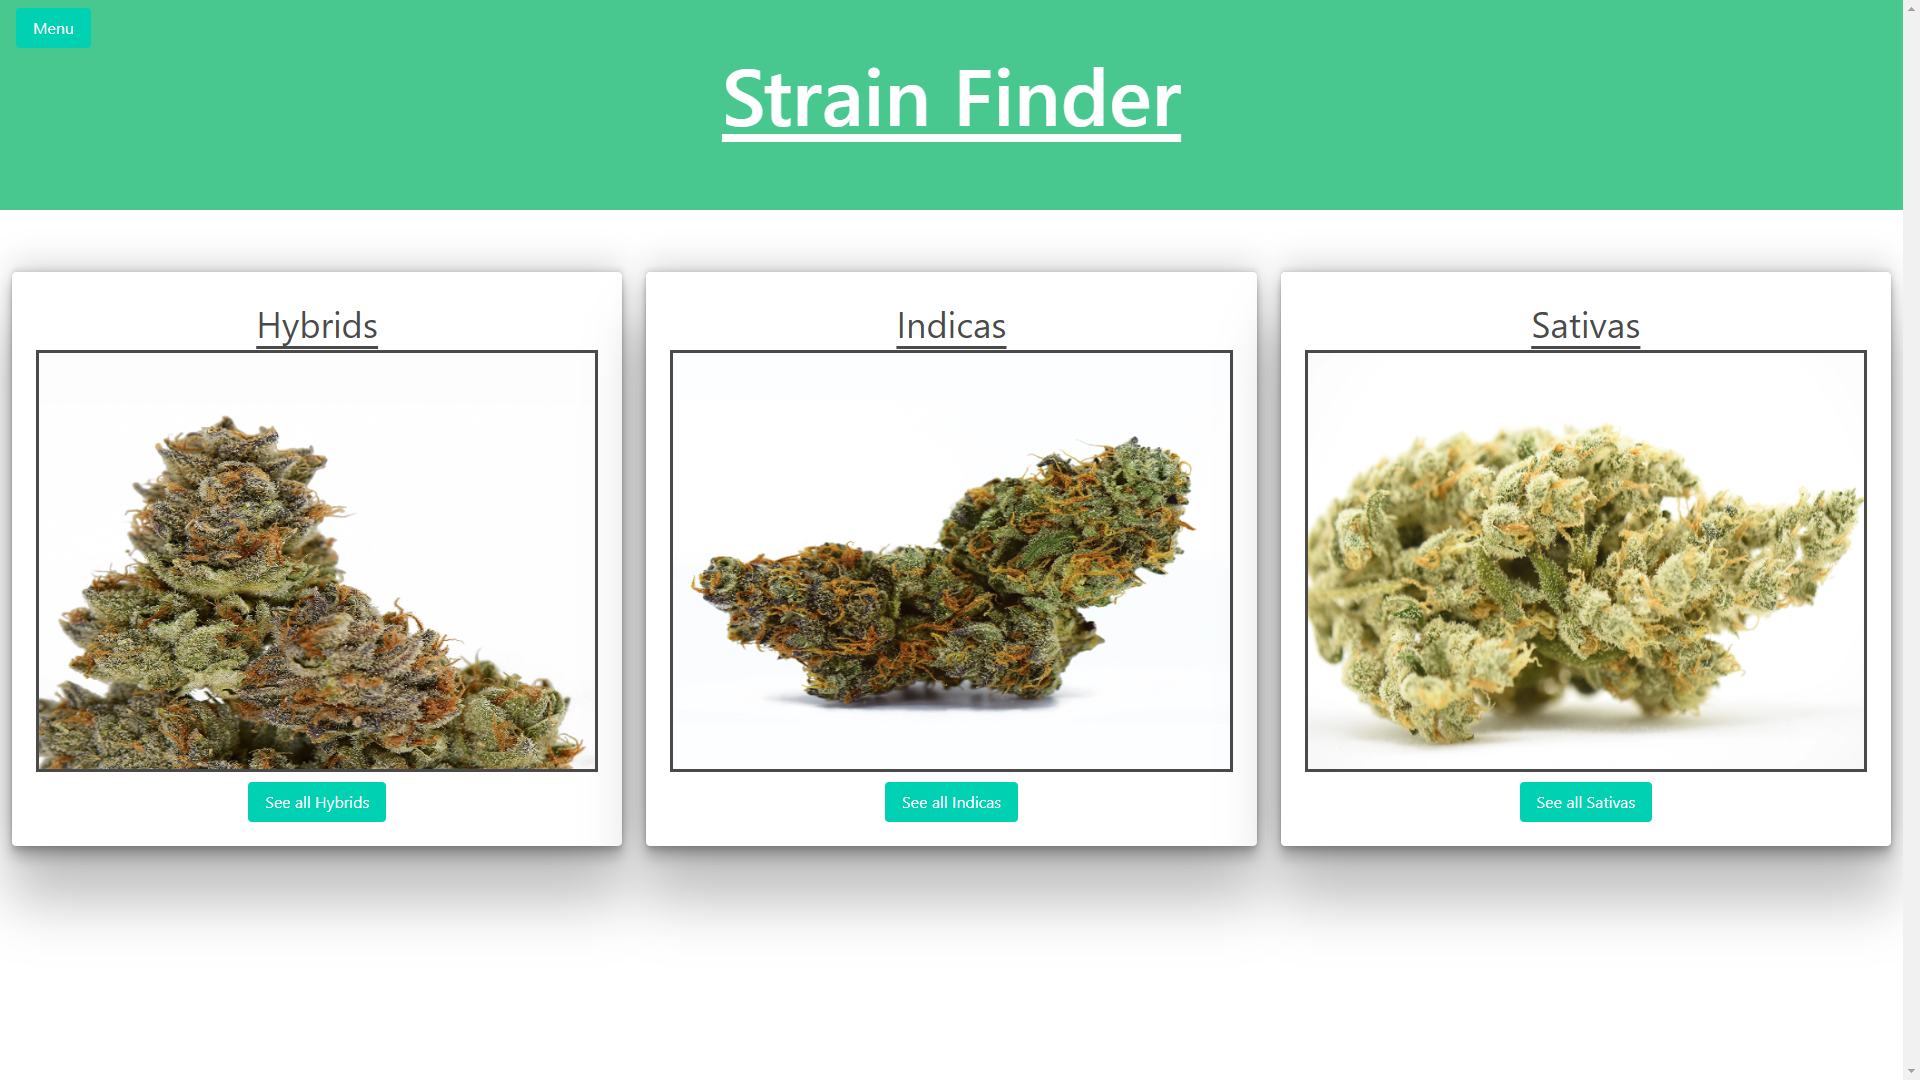 Menu
Strain Finder
Hybrids
Indicas
Sativas
See all Hybrids
See all Indicas
See all Sativas